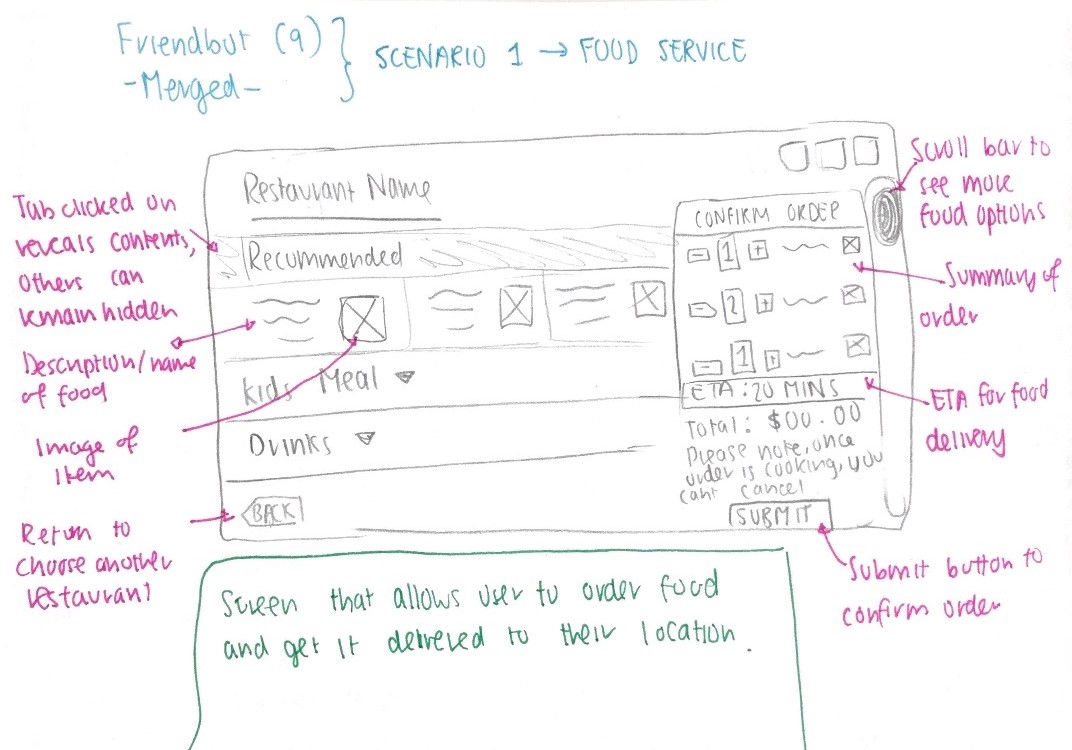 Friendbot (9)
-Merged-
SCENARIO 1 → FOOD SERVICE
Restaurant Name
Recommended
Kids Meal
Drinks
BACK
CONFIRM ORDER
1
2
1
ETA: 20 MINS
Total: $00.00
Please note, once
order is cooking, you
cant cancel
SUBMIT
Tab clicked on
reveals contents,
others can
remain hidden
Description/name
of food
Image of
Item
Return to
choose another
restaurant
Scroll bar to
see more
food options
Summary of
order
ETA for food
delivery
Submit button to
confirm order
Screen that allows user to order food
and get it delivered to their location.